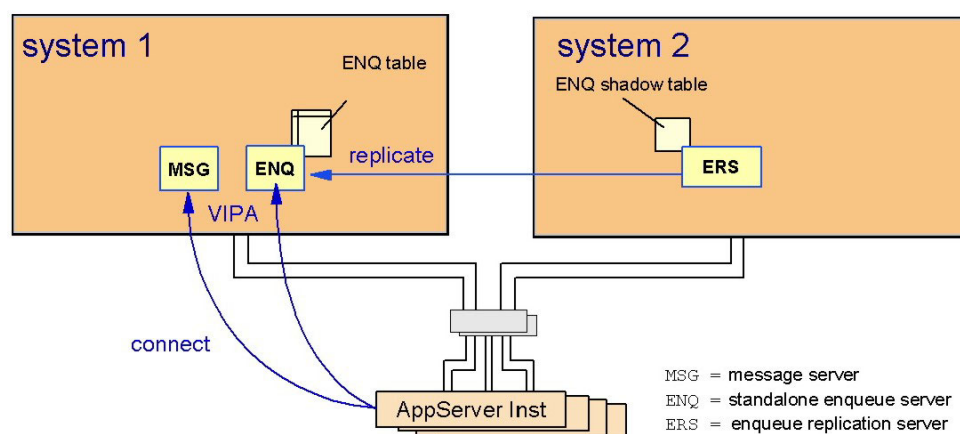 system 1
system 2
ENQ table
ENQ shadow table
MSG
ENQ
replicate
ERS
VIPA
connect
AppServer Inst
MSG = message server
ENQ = standalone enqueue server
ERS = enqueue replication server